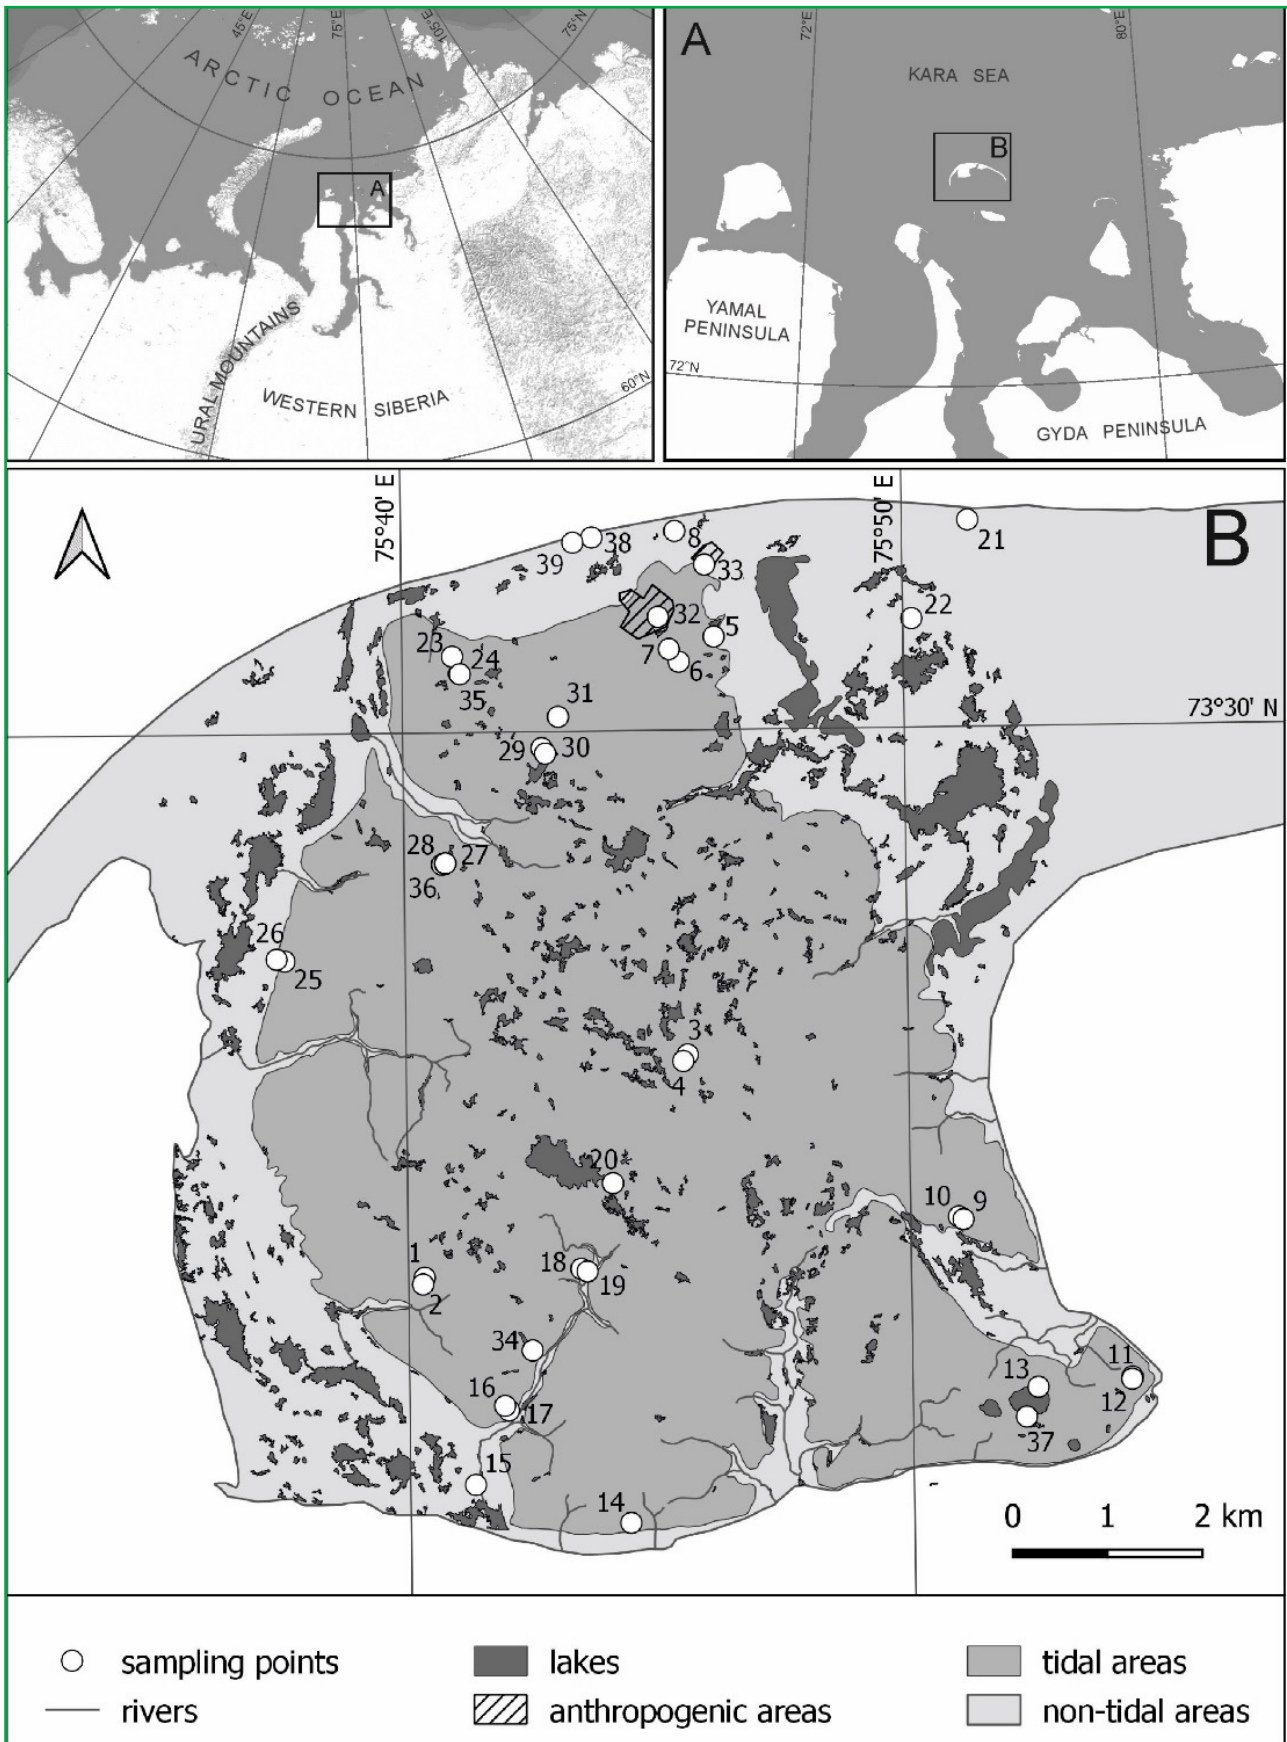 45°E
75°E
105°E
75°N
ARCTIC OCEAN
A
URAL MOUNTAINS
WESTERN SIBERIA
60°N
A
72°E
80°E
KARA SEA
B
YAMAL
PENINSULA
72°N
GYDA PENINSULA
75°40' E
75°50' E
B
21
38
8
39
33
22
32
5
23
7
24
6
35
31
73°30' N
29
30
28
27
36
26
25
3
4
20
10
9
1
18
19
2
34
11
13
16
12
17
37
15
14
0 1 2 km
sampling points
lakes
tidal areas
rivers
anthropogenic areas
non-tidal areas